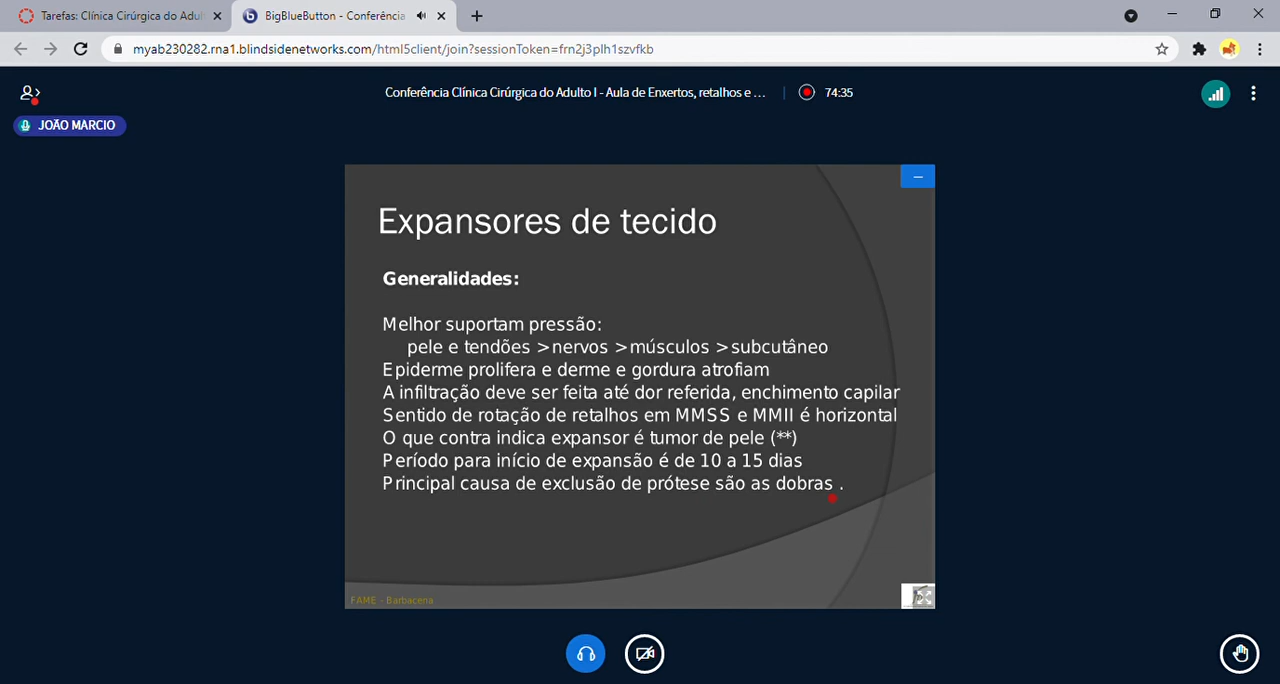 Tarefas: Clínica Cirúrgica do Adul
BigBlueButton - Conferência
myab230282.rna1.blindsidenetworks.com/html5client/join?sessionToken=frn2j3plh1szvfkb
Conferência Clínica Cirúrgica do Adulto I - Aula de Enxertos, retalhos e ...
74:35
JOÃO MARCIO
Expansores de tecido
Generalidades:
Melhor suportam pressão:
pele e tendões >nervos >músculos >subcutâneo
Epiderme prolifera e derme e gordura atrofiam
A infiltração deve ser feita até dor referida, enchimento capilar
Sentido de rotação de retalhos em MMSS e MMII é horizontal
O que contra indica expansor é tumor de pele (**)
Período para início de expansão é de 10 a 15 dias
Principal causa de exclusão de prótese são as dobras .
FAME - Barbacena